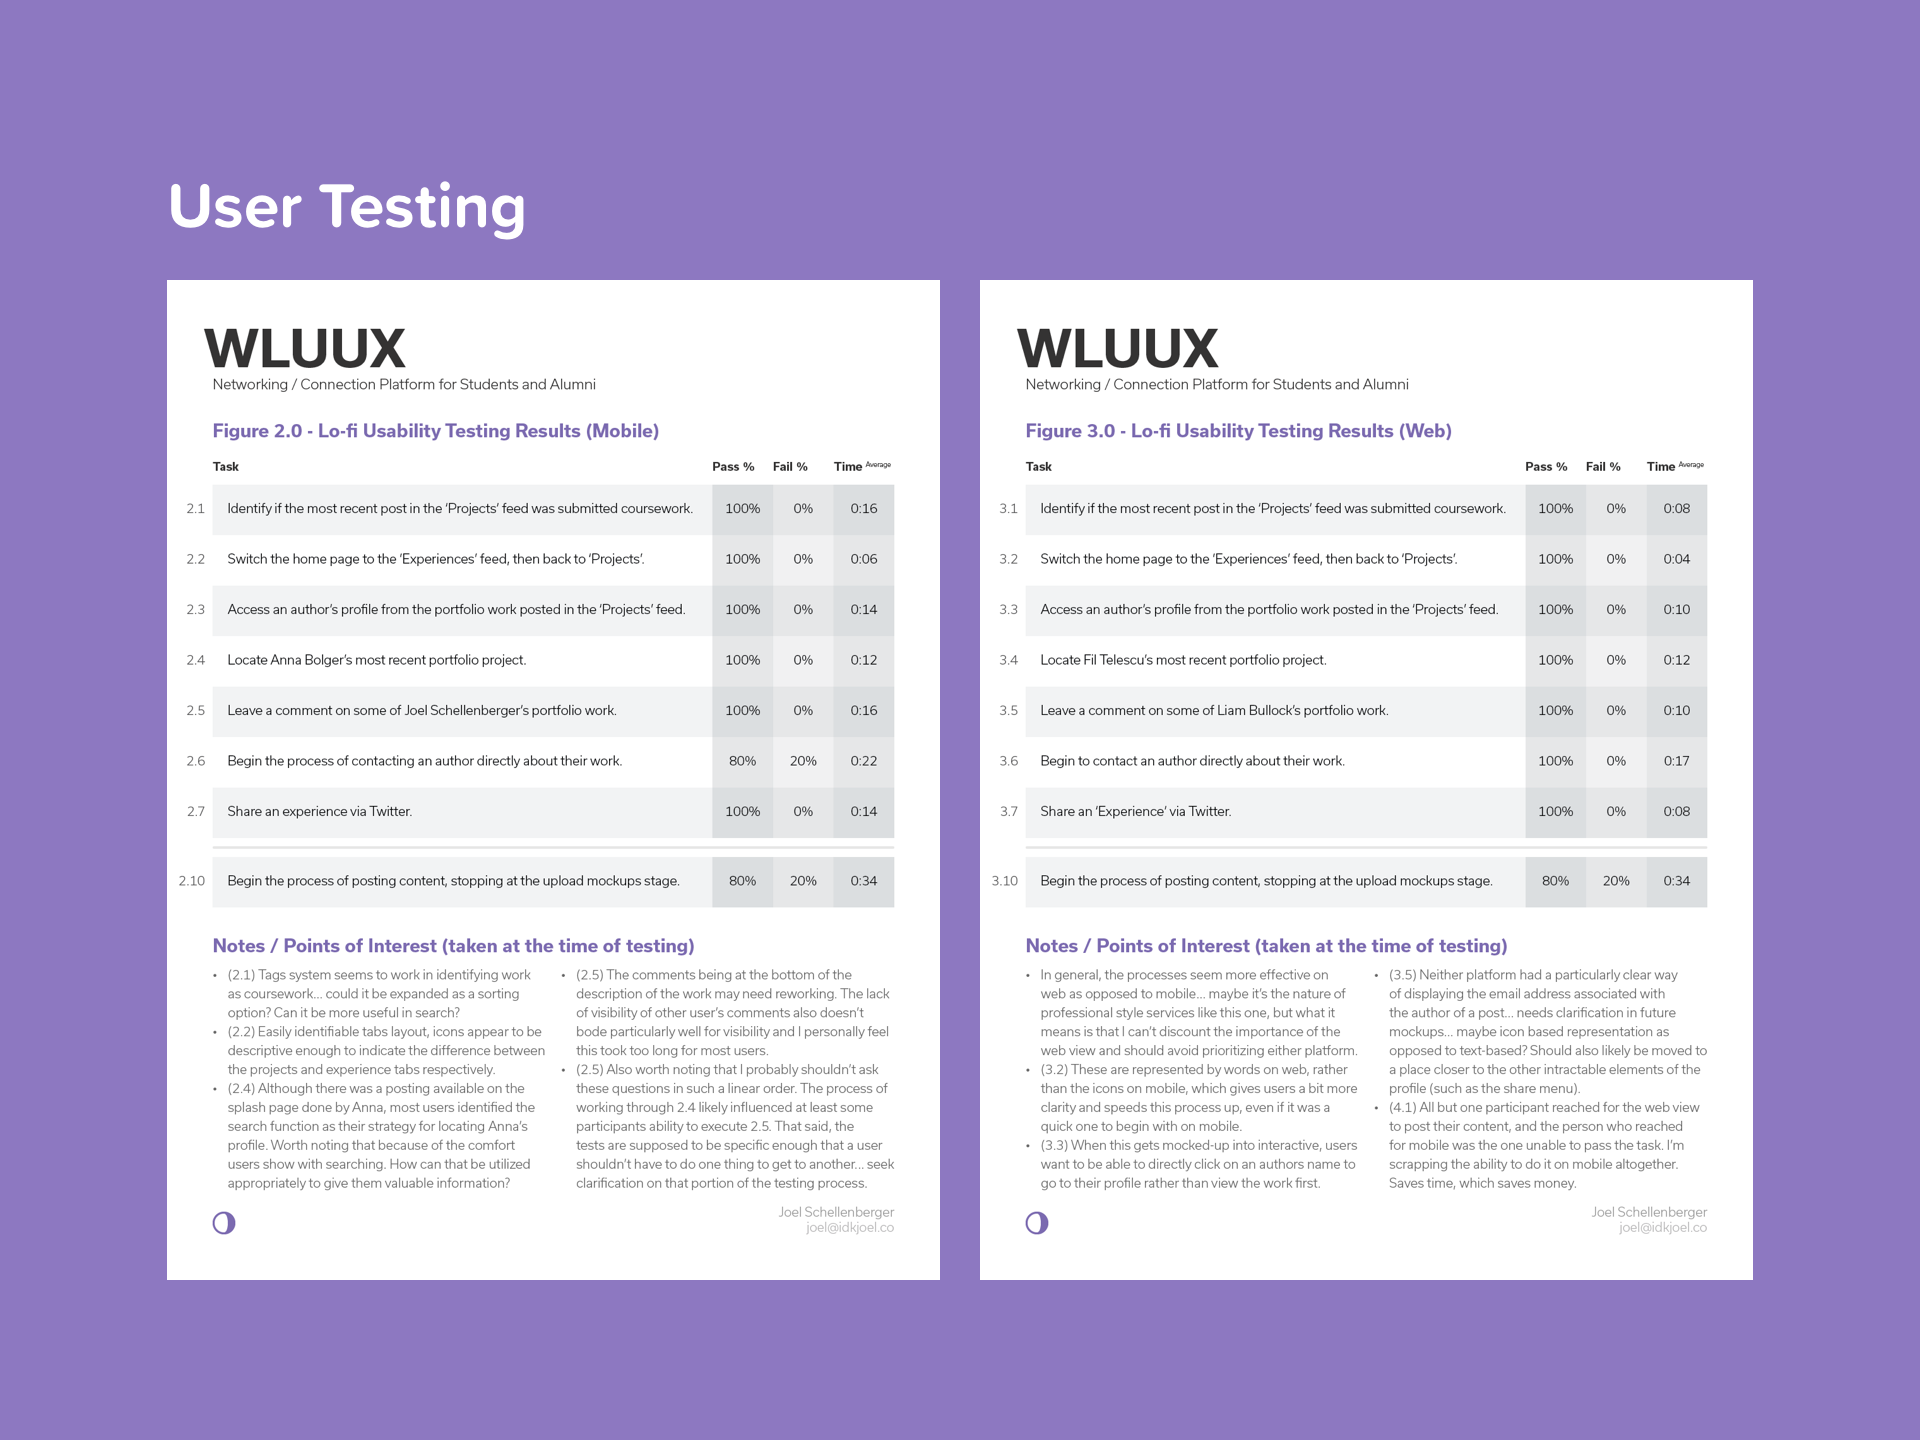 User Testing
WLUUX
Networking / Connection Platform for Students and Alumni
Figure 2.0 - Lo-fi Usability Testing Results (Mobile)
Task Pass % Fail % Time Average
2.1 Identify if the most recent post in the ‘Projects’ feed was submitted coursework. 100% 0% 0:16
2.2 Switch the home page to the ‘Experiences’ feed, then back to ‘Projects’. 100% 0% 0:06
2.3 Access an author’s profile from the portfolio work posted in the ‘Projects’ feed. 100% 0% 0:14
2.4 Locate Anna Bolger’s most recent portfolio project. 100% 0% 0:12
2.5 Leave a comment on some of Joel Schellenberger’s portfolio work. 100% 0% 0:16
2.6 Begin the process of contacting an author directly about their work. 80% 20% 0:22
2.7 Share an experience via Twitter. 100% 0% 0:14
2.10 Begin the process of posting content, stopping at the upload mockups stage. 80% 20% 0:34
Notes / Points of Interest (taken at the time of testing)
• (2.1) Tags system seems to work in identifying work
as coursework... could it be expanded as a sorting
option? Can it be more useful in search?
• (2.2) Easily identifiable tabs layout, icons appear to be
descriptive enough to indicate the difference between
the projects and experience tabs respectively.
• (2.4) Although there was a posting available on the
splash page done by Anna, most users identified the
search function as their strategy for locating Anna’s
profile. Worth noting that because of the comfort
users show with searching. How can that be utilized
appropriately to give them valuable information?
• (2.5) The comments being at the bottom of the
description of the work may need reworking. The lack
of visibility of other user’s comments also doesn’t
bode particularly well for visibility and I personally feel
this took too long for most users.
• (2.5) Also worth noting that I probably shouldn’t ask
these questions in such a linear order. The process of
working through 2.4 likely influenced at least some
participants ability to execute 2.5. That said, the
tests are supposed to be specific enough that a user
shouldn’t have to do one thing to get to another... seek
clarification on that portion of the testing process.
Joel Schellenberger
joel@idkjoel.co
WLUUX
Networking / Connection Platform for Students and Alumni
Figure 3.0 - Lo-fi Usability Testing Results (Web)
Task Pass % Fail % Time Average
3.1 Identify if the most recent post in the ‘Projects’ feed was submitted coursework. 100% 0% 0:08
3.2 Switch the home page to the ‘Experiences’ feed, then back to ‘Projects’. 100% 0% 0:04
3.3 Access an author’s profile from the portfolio work posted in the ‘Projects’ feed. 100% 0% 0:10
3.4 Locate Fil Telescu’s most recent portfolio project. 100% 0% 0:12
3.5 Leave a comment on some of Liam Bullock’s portfolio work. 100% 0% 0:10
3.6 Begin to contact an author directly about their work. 100% 0% 0:17
3.7 Share an ‘Experience’ via Twitter. 100% 0% 0:08
3.10 Begin the process of posting content, stopping at the upload mockups stage. 80% 20% 0:34
Notes / Points of Interest (taken at the time of testing)
• In general, the processes seem more effective on
web as opposed to mobile... maybe it’s the nature of
professional style services like this one, but what it
means is that I can’t discount the importance of the
web view and should avoid prioritizing either platform.
• (3.2) These are represented by words on web, rather
than the icons on mobile, which gives users a bit more
clarity and speeds this process up, even if it was a
quick one to begin with on mobile.
• (3.3) When this gets mocked-up into interactive, users
want to be able to directly click on an authors name to
go to their profile rather than view the work first.
• (3.5) Neither platform had a particularly clear way
of displaying the email address associated with
the author of a post... needs clarification in future
mockups... maybe icon based representation as
opposed to text-based? Should also likely be moved to
a place closer to the other intractable elements of the
profile (such as the share menu).
• (4.1) All but one participant reached for the web view
to post their content, and the person who reached
for mobile was the one unable to pass the task. I’m
scrapping the ability to do it on mobile altogether.
Saves time, which saves money.
Joel Schellenberger
joel@idkjoel.co